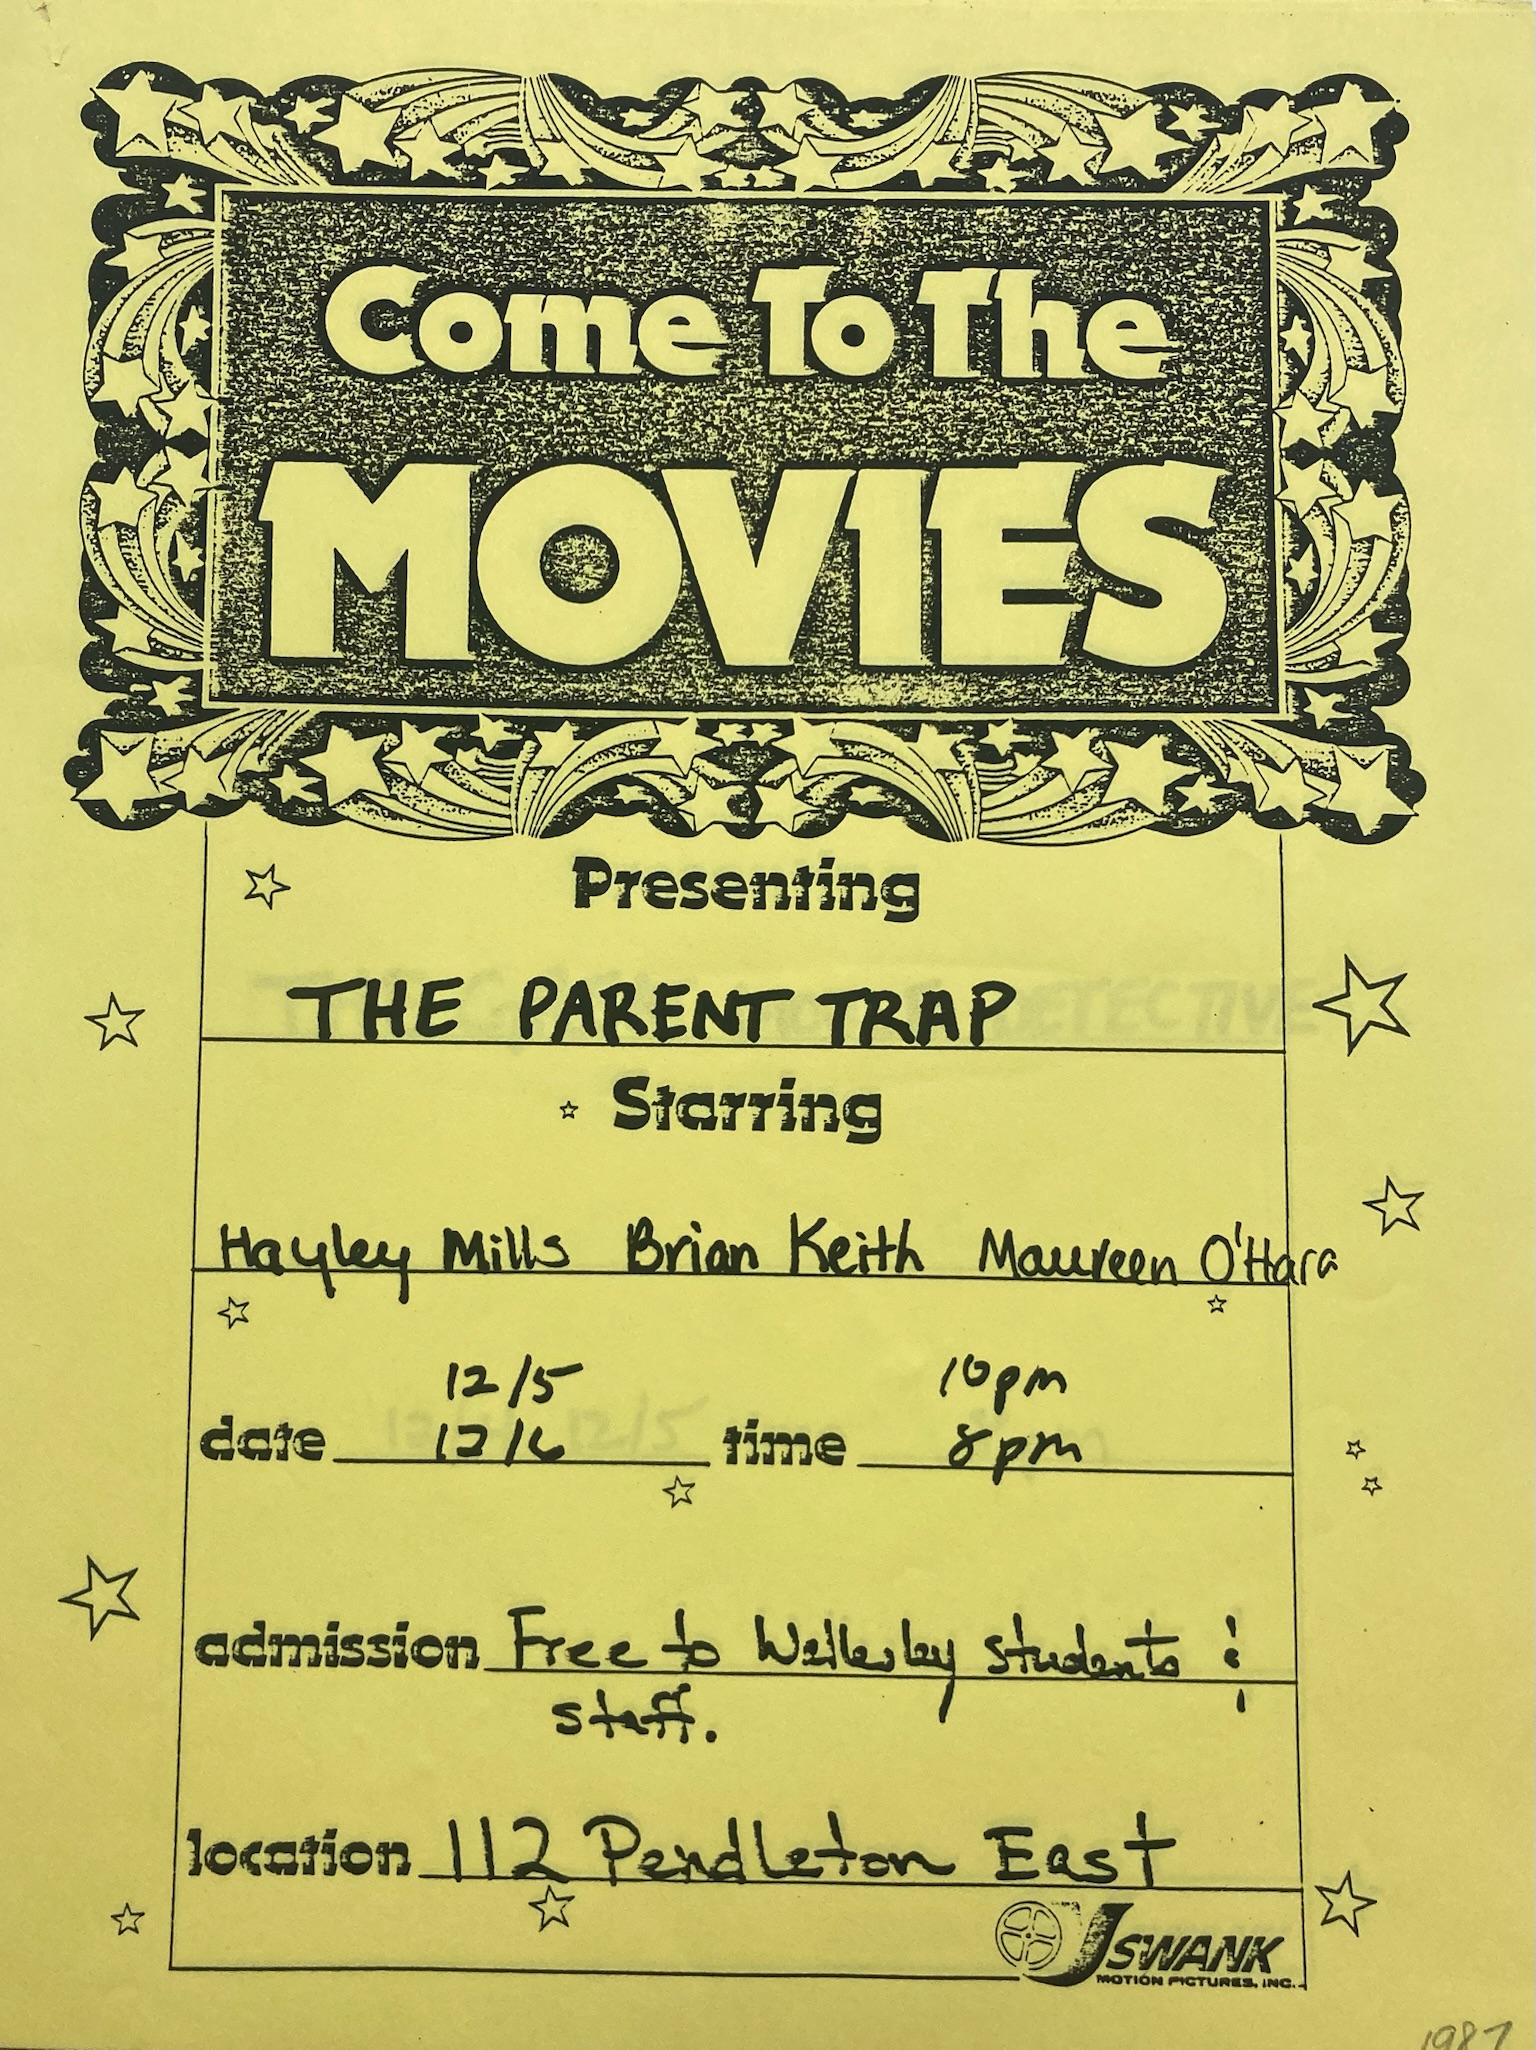 Come To The
MOVIES
Presenting
THE PARENT TRAP
Starring
Hayley Mills Brian Keith Maureen O'Hara
12/5 10pm
date 12/6 time 8pm
admission Free to Wellesley students &
staff.
location 112 Pendleton East
SWANK
MOTION PICTURES, INC.
1987